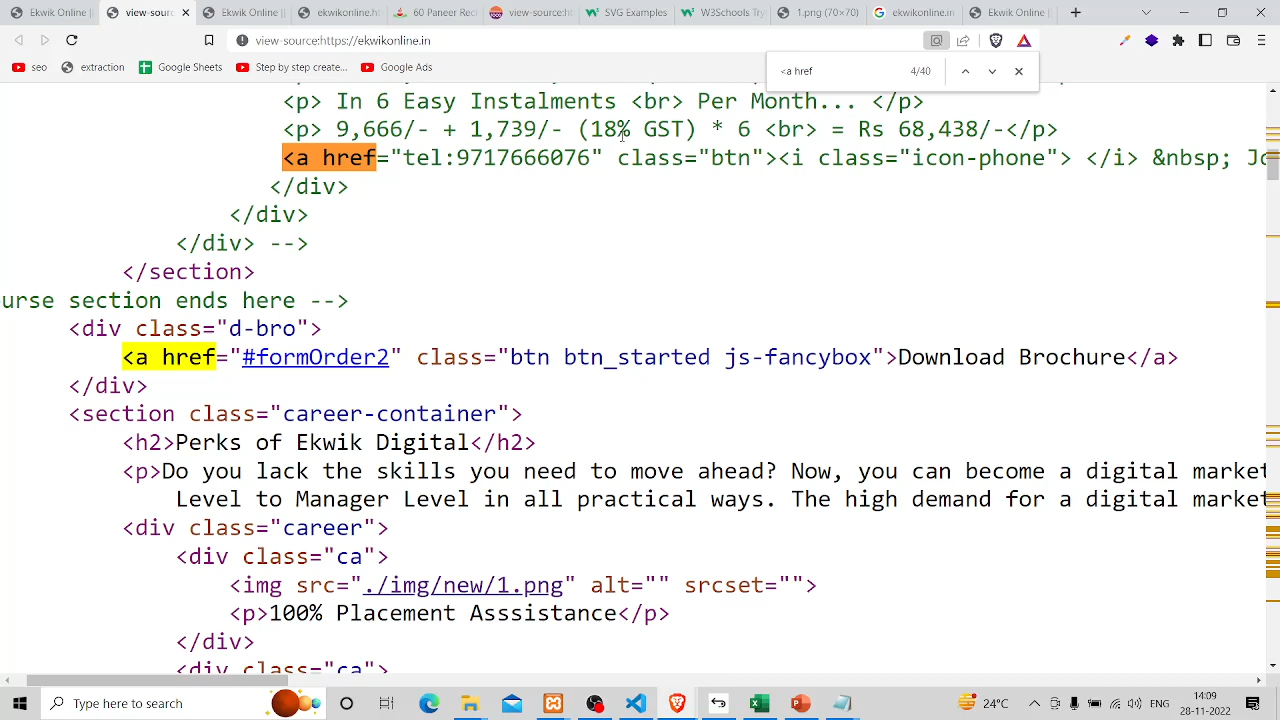 Ekwik Online ||
view-sourc
Ekwik Online ||
ekwikonline.ht
60 Paneer Reci
view-source:ht
SVG Examples
W3Schools Try
1.png (70×70)
ekwikonline.in
Ekwik Online ||
view-source:https://ekwikonline.in
seo
extraction
Google Sheets
Step by step create...
Google Ads
<a href
4/40
<p> In 6 Easy Instalments <br> Per Month... </p>
<p> 9,666/- + 1,739/- (18% GST) * 6 <br> = Rs 68,438/-</p>
<a href="tel:9717666076" class="btn"><i class="icon-phone"> </i> &nbsp; Jo
</div>
</div>
</div> -->
</section>
ourse section ends here -->
<div class="d-bro">
<a href="#formOrder2" class="btn btn_started js-fancybox">Download Brochure</a>
</div>
<section class="career-container">
<h2>Perks of Ekwik Digital</h2>
<p>Do you lack the skills you need to move ahead? Now, you can become a digital market
Level to Manager Level in all practical ways. The high demand for a digital market
<div class="career">
<div class="ca">
<img src="./img/new/1.png" alt="" srcset="">
<p>100% Placement Asssistance</p>
</div>
<div class="ca">
Type here to search
24°C
ENG
14:09
28-11-2022